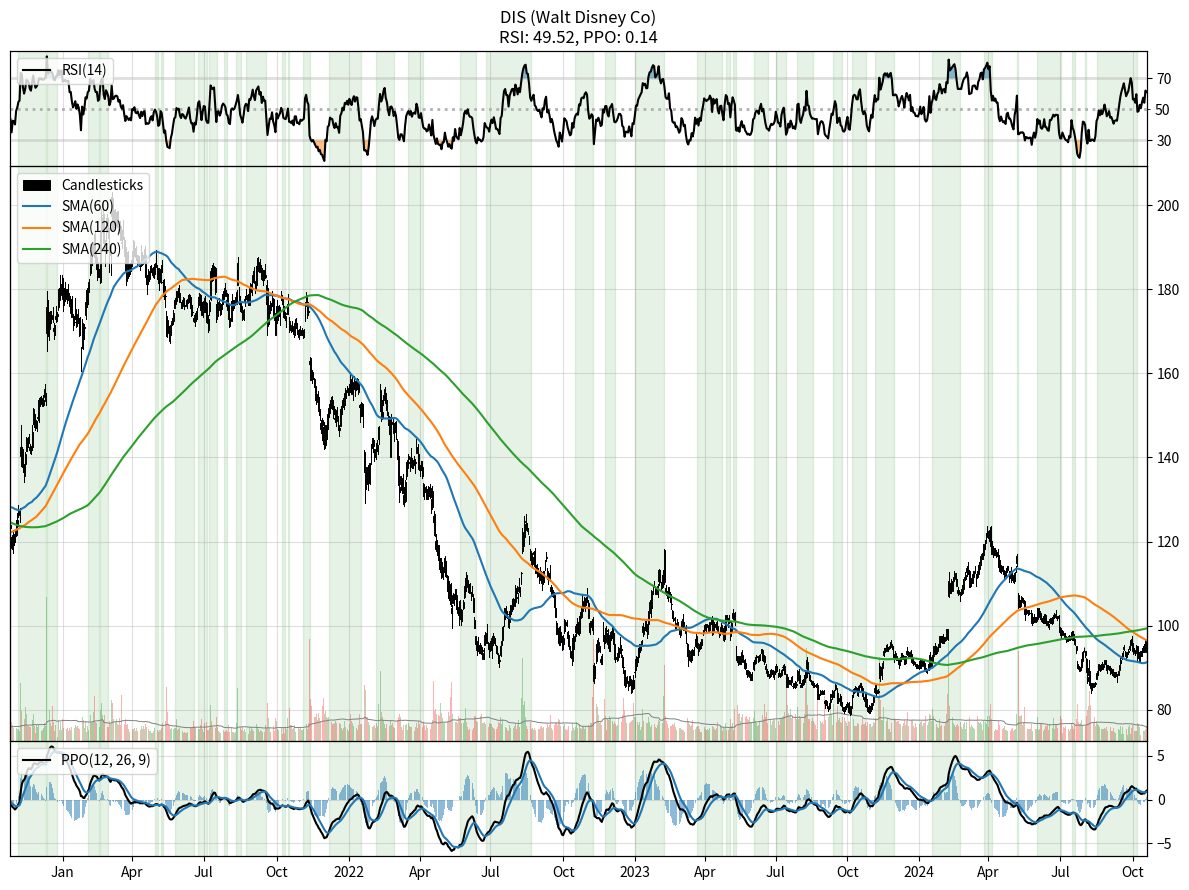 DIS (Walt Disney Co)
RSI: 49.52, PPO: 0.14
RSI(14)
70
50
30
Candlesticks
SMA(60)
SMA(120)
SMA(240)
200
180
160
140
120
100
80
PPO(12, 26, 9)
5
0
−5
Jan Apr Jul Oct 2022 Apr Jul Oct 2023 Apr Jul Oct 2024 Apr Jul Oct